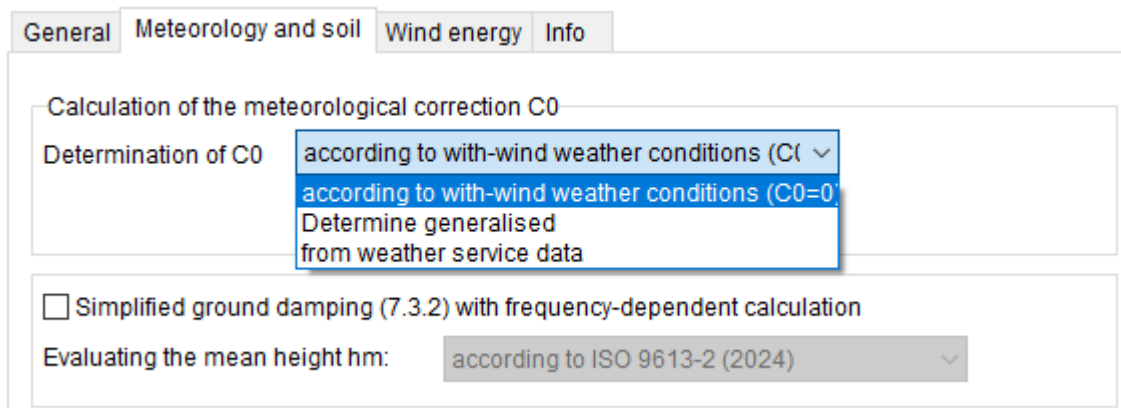 General Meteorology and soil Wind energy Info
Calculation of the meteorological correction C0
Determination of C0 according to with-wind weather conditions (C(
according to with-wind weather conditions (C0=0)
Determine generalised
from weather service data
Simplified ground damping (7.3.2) with frequency-dependent calculation
Evaluating the mean height hm: according to ISO 9613-2 (2024)